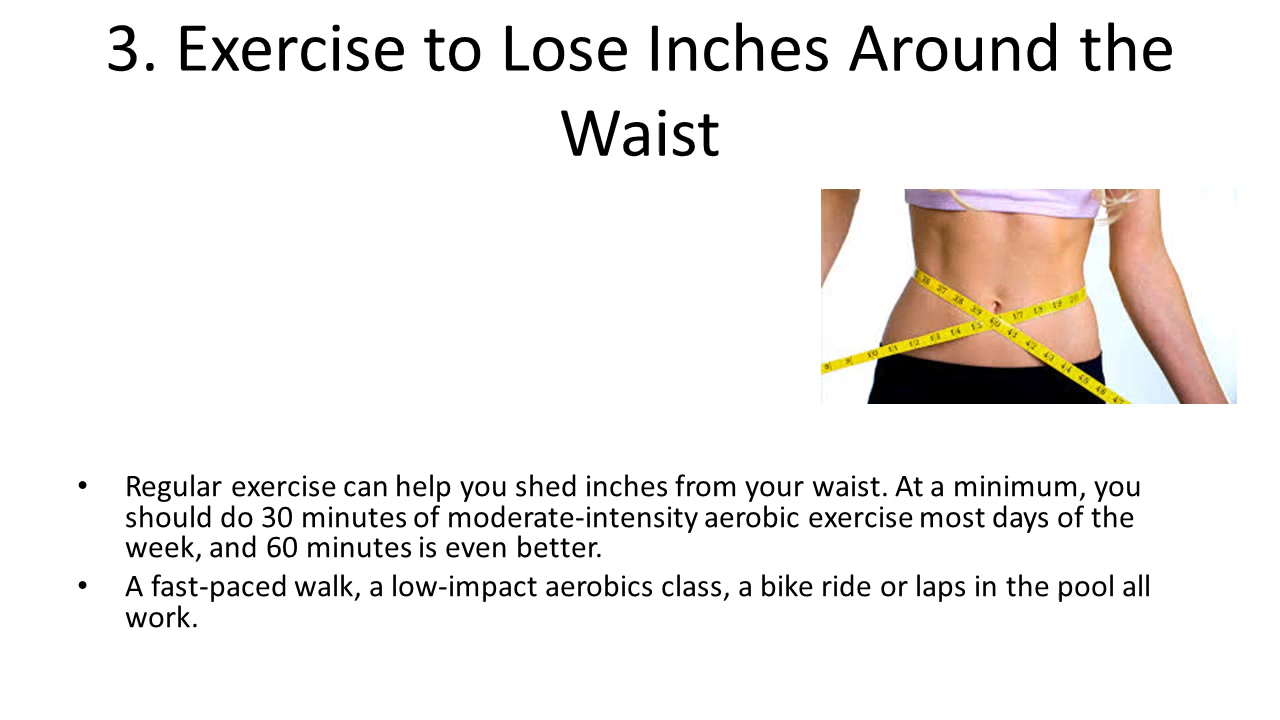 3. Exercise to Lose Inches Around the
Waist
• Regular exercise can help you shed inches from your waist. At a minimum, you
should do 30 minutes of moderate-intensity aerobic exercise most days of the
week, and 60 minutes is even better.
• A fast-paced walk, a low-impact aerobics class, a bike ride or laps in the pool all
work.